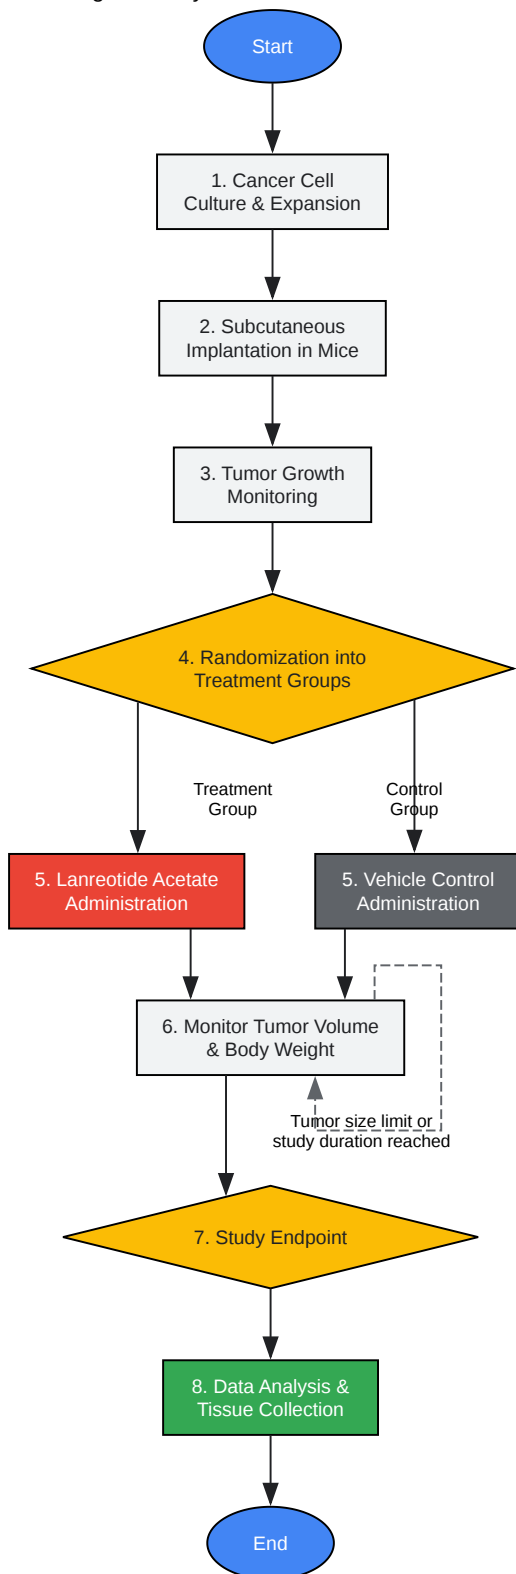 Start
1. Cancer Cell
Culture & Expansion
2. Subcutaneous
Implantation in Mice
3. Tumor Growth
Monitoring
4. Randomization into
Treatment Groups
Treatment
Group
Control
Group
5. Lanreotide Acetate
Administration
5. Vehicle Control
Administration
6. Monitor Tumor Volume
& Body Weight
Tumor size limit or
study duration reached
7. Study Endpoint
8. Data Analysis &
Tissue Collection
End